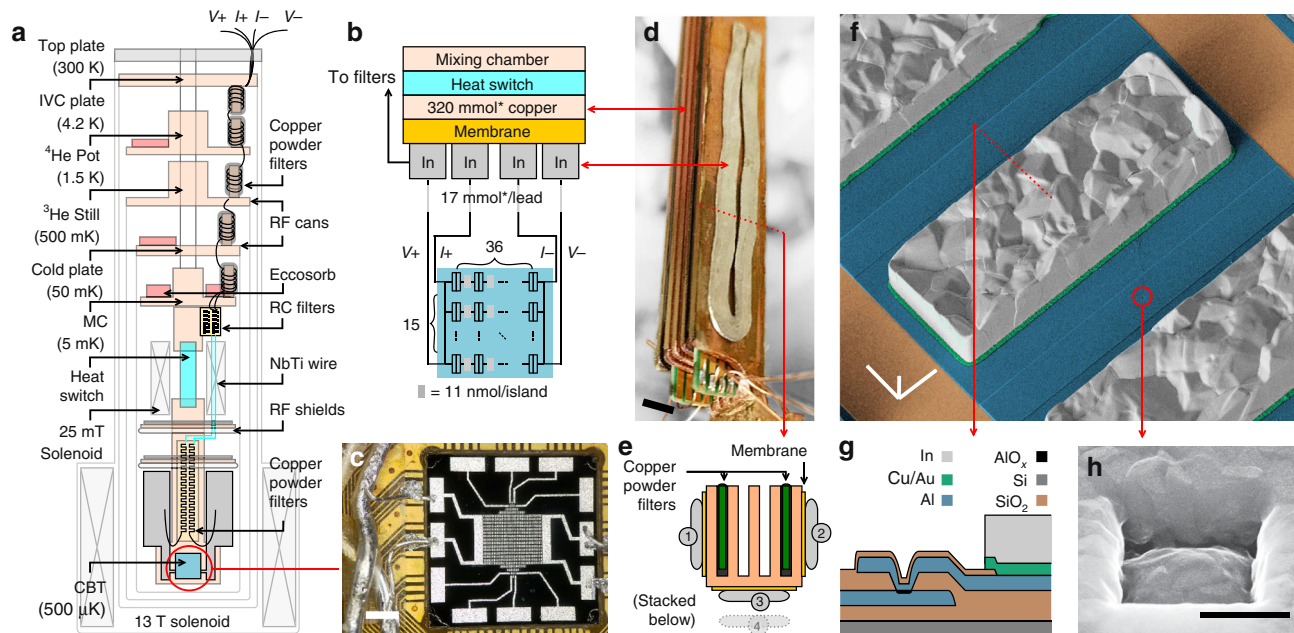 a
V+ I+ I– V–
Top plate
(300 K)
IVC plate
(4.2 K)
⁴He Pot
(1.5 K)
³He Still
(500 mK)
Cold plate
(50 mK)
MC
(5 mK)
Heat
switch
25 mT
Solenoid
CBT
(500 µK)
13 T solenoid
Copper
powder
filters
RF cans
Eccosorb
RC filters
NbTi wire
RF shields
Copper
powder
filters
b
To filters
Mixing chamber
Heat switch
320 mmol* copper
Membrane
In In In In
17 mmol*/lead
V+ I+ 36 I– V–
15
= 11 nmol/island
c
d
e
Copper
powder
filters
Membrane
1 2
3
(Stacked
below)
4
f
g
In
Cu/Au
Al
AlOₓ
Si
SiO₂
h